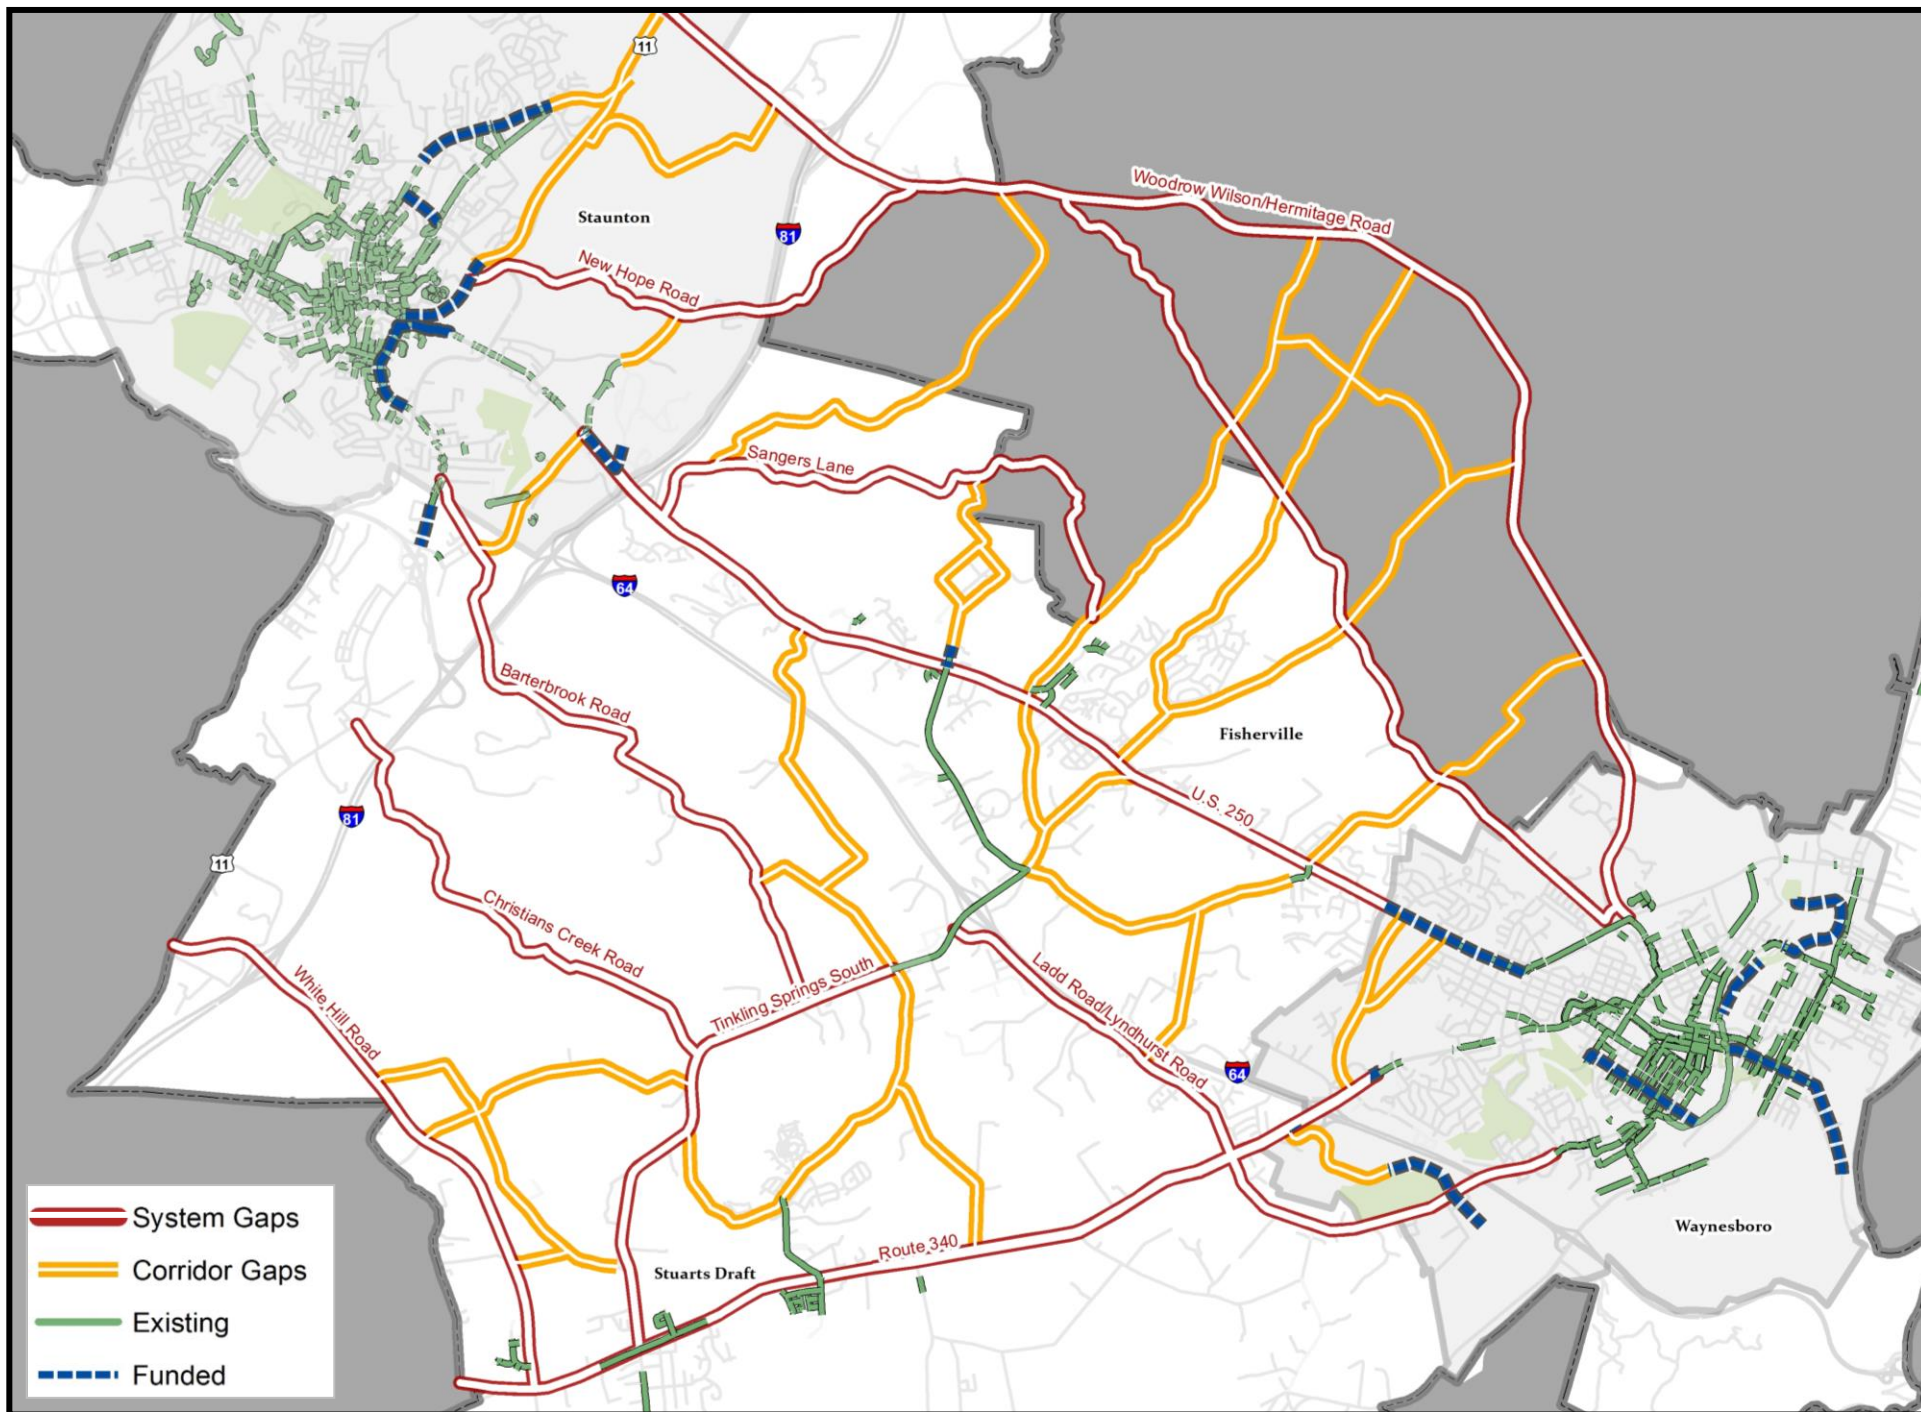 11
Woodrow Wilson/Hermitage Road
Staunton
81
New Hope Road
Sangers Lane
64
Barterbrook Road
Fisherville
U.S. 250
81
11
Christians Creek Road
White Hill Road
Tinkling Springs South
Ladd Road/Lyndhurst Road
64
Waynesboro
Route 340
Stuarts Draft
System Gaps
Corridor Gaps
Existing
Funded